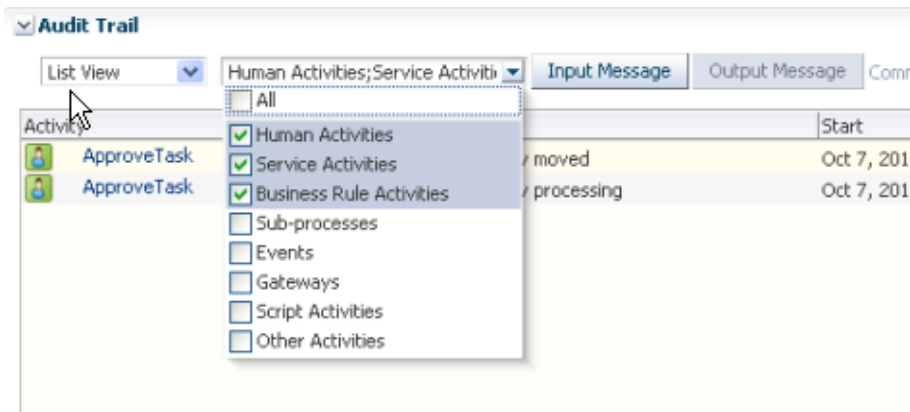 Audit Trail
List View Human Activities;Service Activiti Input Message Output Message Comm
All
Activity Start
Human Activities
ApproveTask moved Oct 7, 201
Service Activities
ApproveTask processing Oct 7, 201
Business Rule Activities
Sub-processes
Events
Gateways
Script Activities
Other Activities